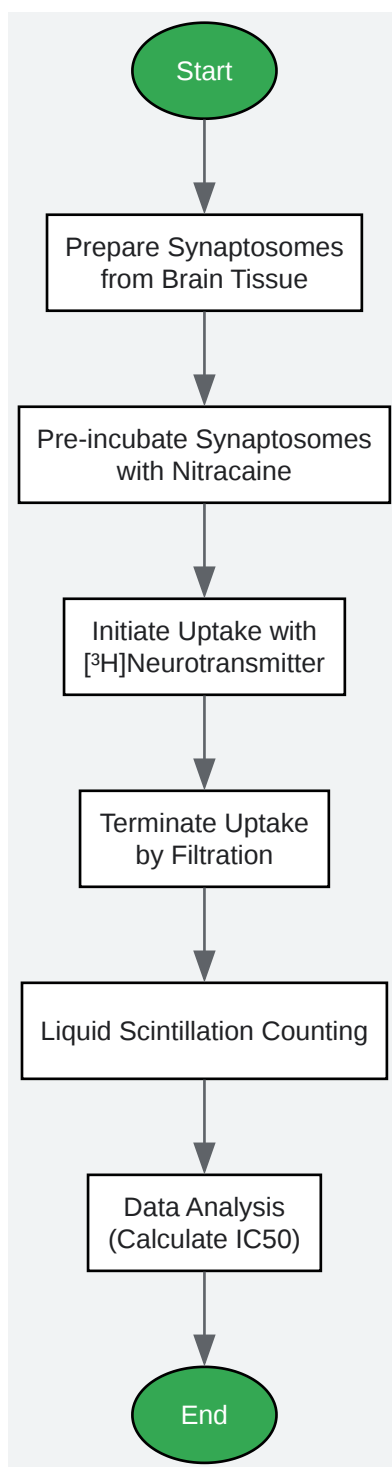 Start
Prepare Synaptosomes
from Brain Tissue
Pre-incubate Synaptosomes
with Nitracaine
Initiate Uptake with
[³H]Neurotransmitter
Terminate Uptake
by Filtration
Liquid Scintillation Counting
Data Analysis
(Calculate IC50)
End